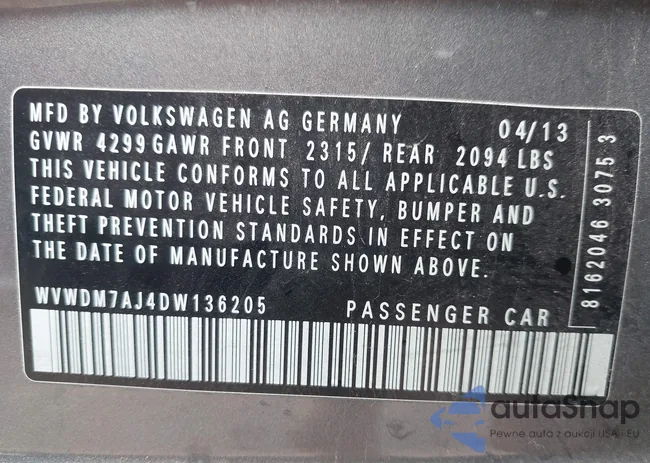 MFD BY VOLKSWAGEN AG GERMANY 04/13
GVWR 4299 GAWR FRONT 2315/ REAR 2094 LBS
THIS VEHICLE CONFORMS TO ALL APPLICABLE U.S.
FEDERAL MOTOR VEHICLE SAFETY, BUMPER AND
THEFT PREVENTION STANDARDS IN EFFECT ON
THE DATE OF MANUFACTURE SHOWN ABOVE.
WVWDM7AJ4DW136205 PASSENGER CAR
8162046 3075 3
autoSnap
Pewne auta z aukcji USA i EU